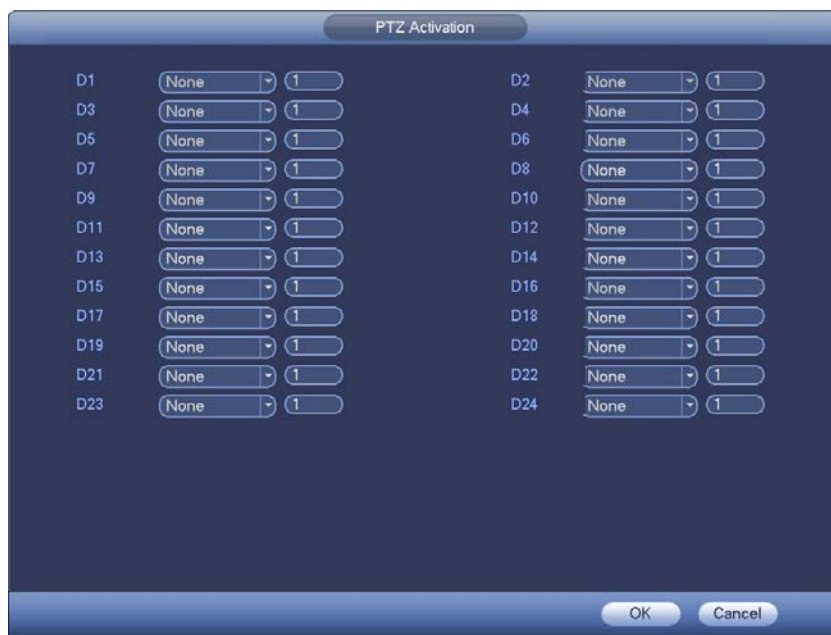 PTZ Activation
D1 None 1 D2 None 1
D3 None 1 D4 None 1
D5 None 1 D6 None 1
D7 None 1 D8 None 1
D9 None 1 D10 None 1
D11 None 1 D12 None 1
D13 None 1 D14 None 1
D15 None 1 D16 None 1
D17 None 1 D18 None 1
D19 None 1 D20 None 1
D21 None 1 D22 None 1
D23 None 1 D24 None 1
OK Cancel